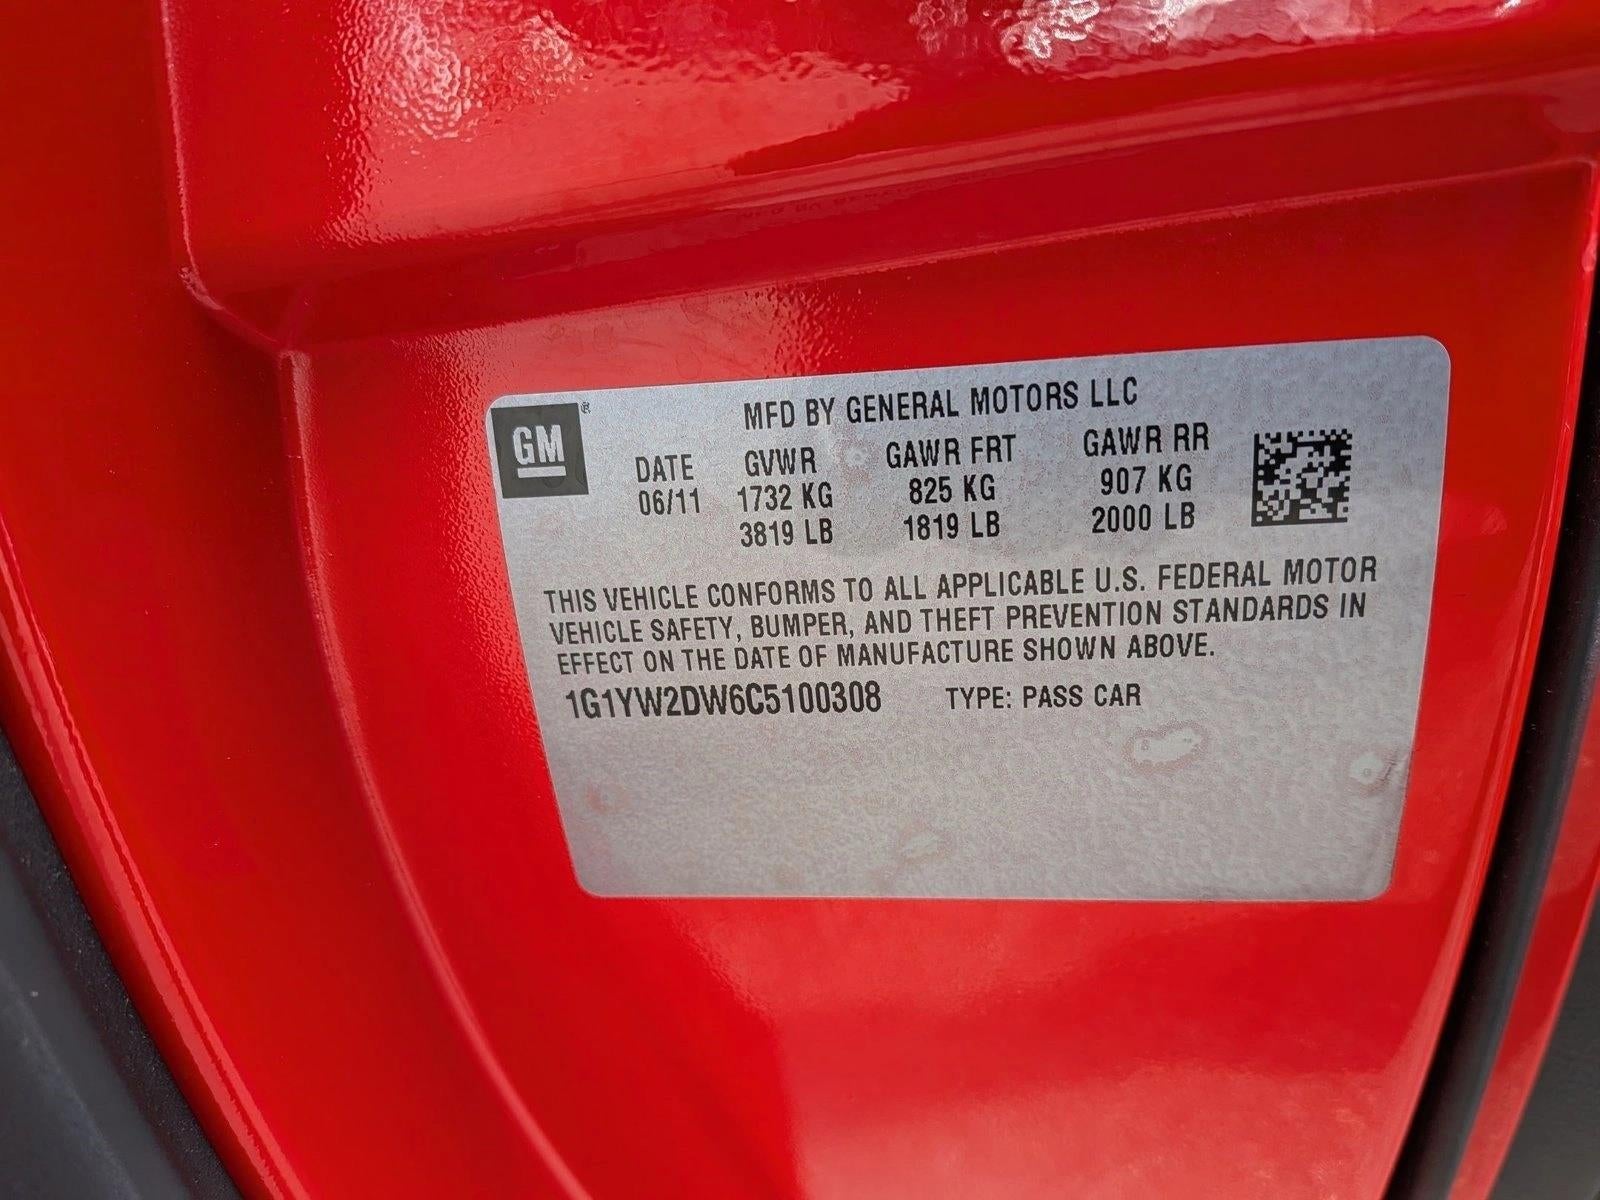 MFD BY GENERAL MOTORS LLC
GM ®
DATE GVWR GAWR FRT GAWR RR
06/11 1732 KG 825 KG 907 KG
3819 LB 1819 LB 2000 LB
THIS VEHICLE CONFORMS TO ALL APPLICABLE U.S. FEDERAL MOTOR
VEHICLE SAFETY, BUMPER, AND THEFT PREVENTION STANDARDS IN
EFFECT ON THE DATE OF MANUFACTURE SHOWN ABOVE.
1G1YW2DW6C5100308 TYPE: PASS CAR